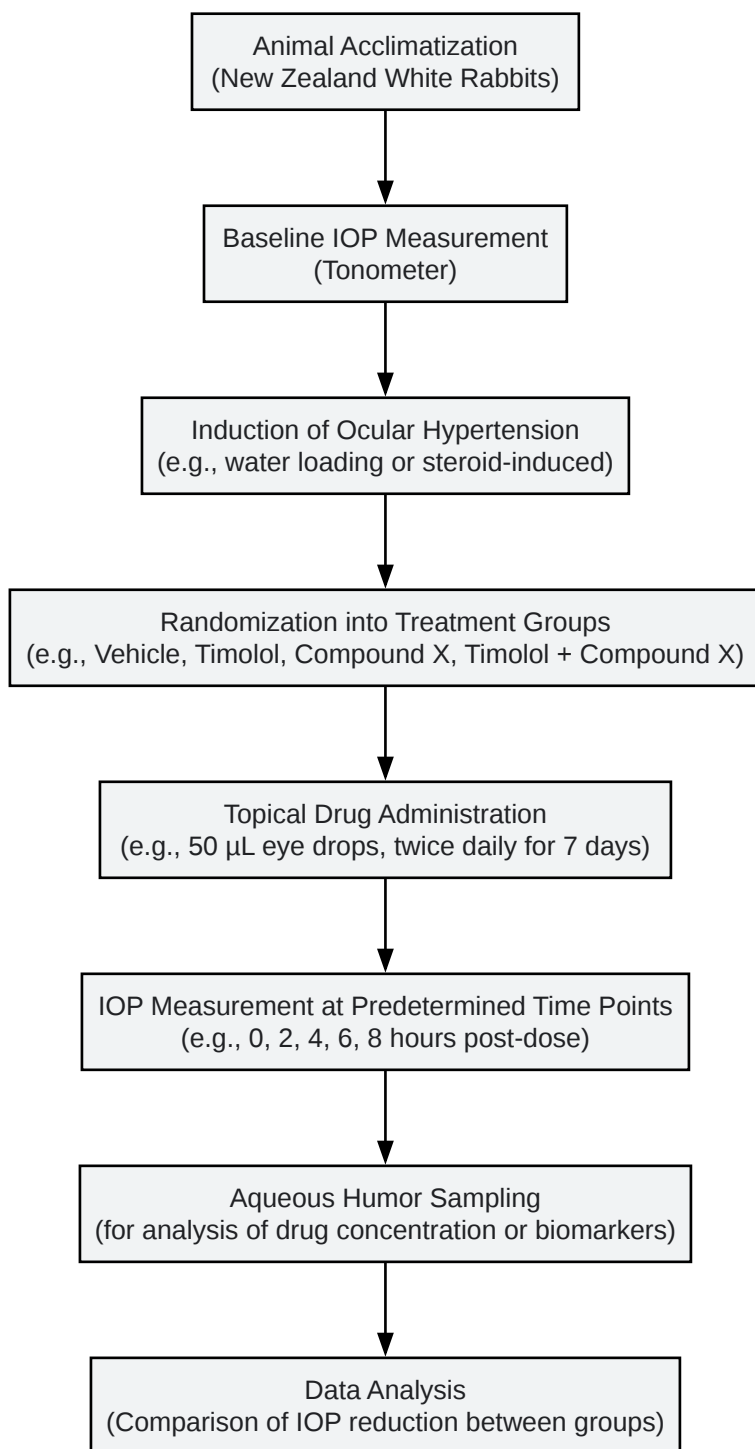 Animal Acclimatization
(New Zealand White Rabbits)
Baseline IOP Measurement
(Tonometer)
Induction of Ocular Hypertension
(e.g., water loading or steroid-induced)
Randomization into Treatment Groups
(e.g., Vehicle, Timolol, Compound X, Timolol + Compound X)
Topical Drug Administration
(e.g., 50 µL eye drops, twice daily for 7 days)
IOP Measurement at Predetermined Time Points
(e.g., 0, 2, 4, 6, 8 hours post-dose)
Aqueous Humor Sampling
(for analysis of drug concentration or biomarkers)
Data Analysis
(Comparison of IOP reduction between groups)